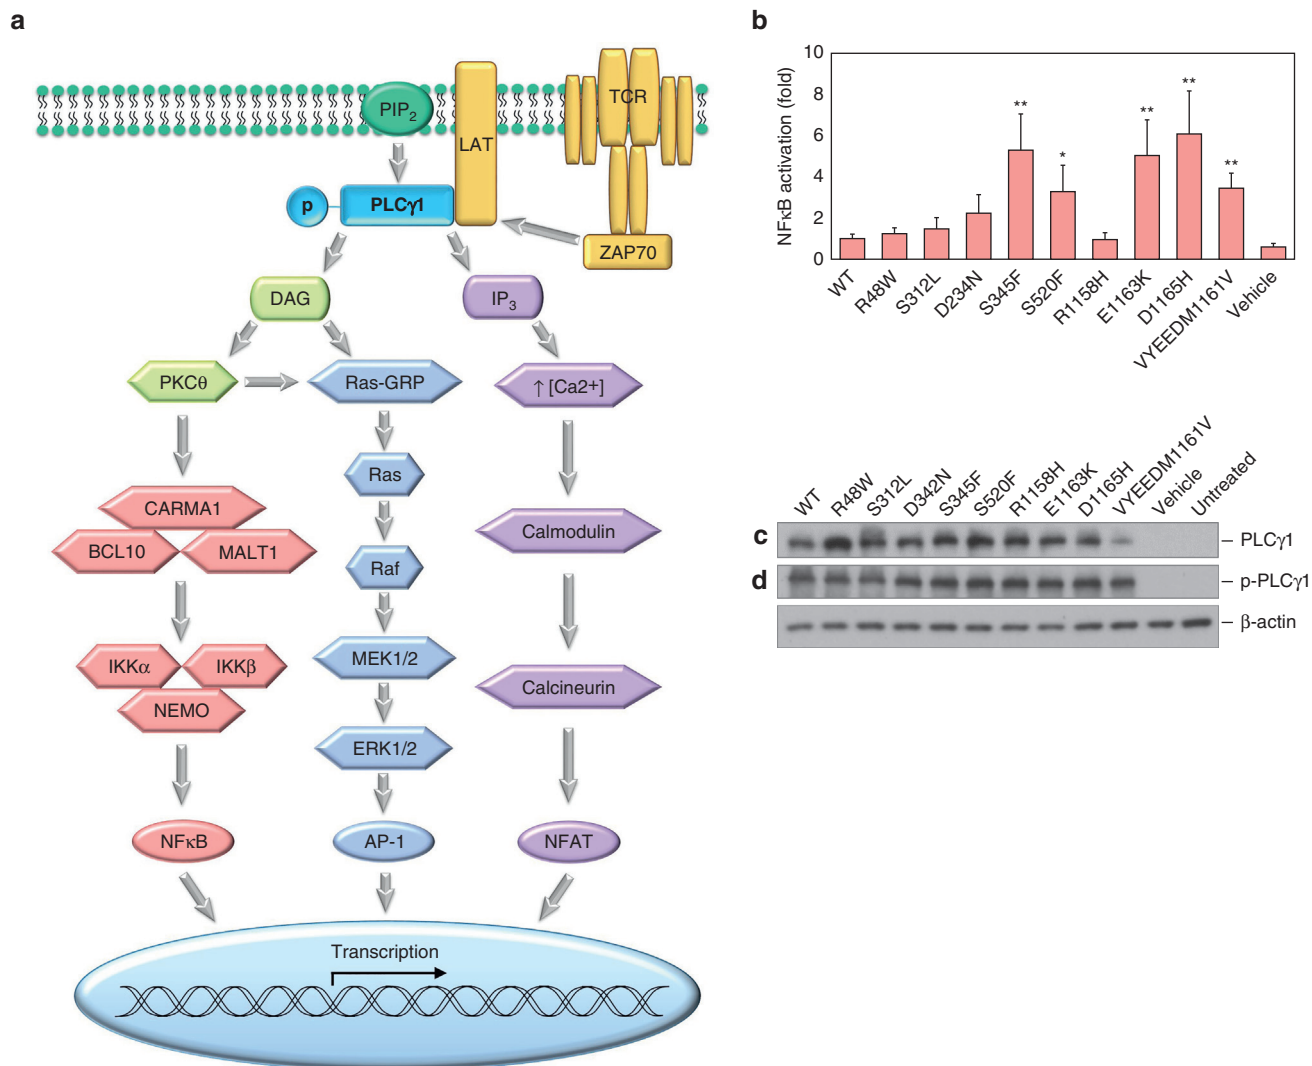 a
PIP2
TCR
LAT
p
PLCγ1
ZAP70
DAG
IP3
PKCθ
Ras-GRP
↑ [Ca2+]
Ras
CARMA1
BCL10
MALT1
Calmodulin
Raf
IKKα
IKKβ
NEMO
MEK1/2
Calcineurin
ERK1/2
NFκB
AP-1
NFAT
Transcription
b
NFκB activation (fold)
10
8
6
4
2
0
**
*
**
**
**
WT
R48W
S312L
D234N
S345F
S520F
R1158H
E1163K
D1165H
VYEEDM1161V
Vehicle
WT
R48W
S312L
D342N
S345F
S520F
R1158H
E1163K
D1165H
VYEEDM1161V
Vehicle
Untreated
c
PLCγ1
d
p-PLCγ1
β-actin